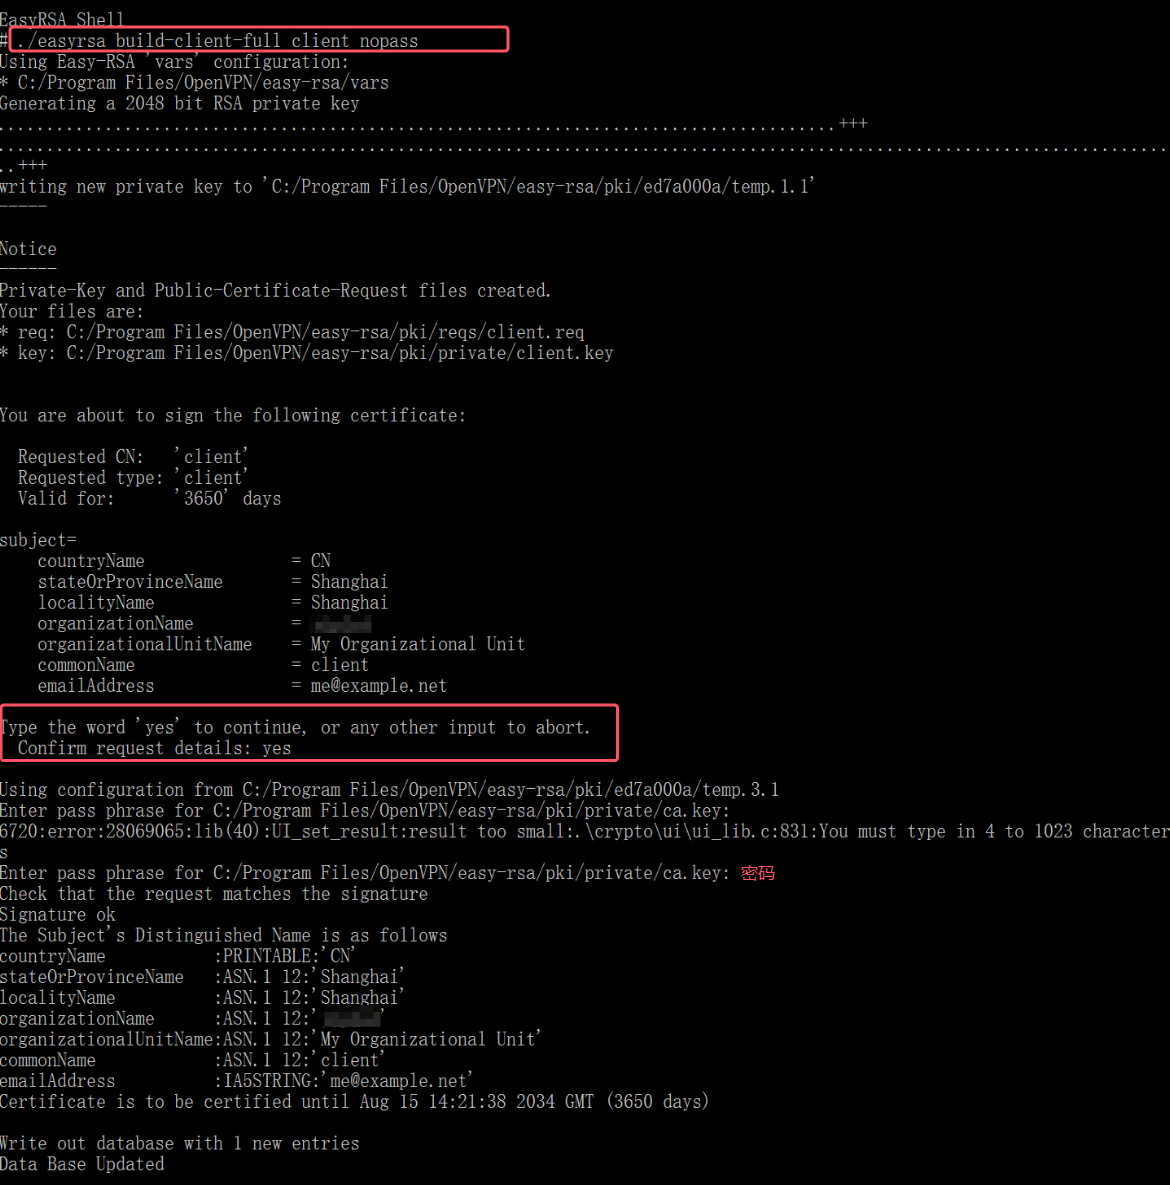 EasyRSA Shell
# ./easyrsa build-client-full client nopass
Using Easy-RSA 'vars' configuration:
* C:/Program Files/OpenVPN/easy-rsa/vars
Generating a 2048 bit RSA private key
......................................................................................+++
........................................................................................................................
..+++
writing new private key to 'C:/Program Files/OpenVPN/easy-rsa/pki/ed7a000a/temp.1.1'
-----
Notice
------
Private-Key and Public-Certificate-Request files created.
Your files are:
* req: C:/Program Files/OpenVPN/easy-rsa/pki/reqs/client.req
* key: C:/Program Files/OpenVPN/easy-rsa/pki/private/client.key
You are about to sign the following certificate:
Requested CN: 'client'
Requested type: 'client'
Valid for: '3650' days
subject=
countryName = CN
stateOrProvinceName = Shanghai
localityName = Shanghai
organizationName =
organizationalUnitName = My Organizational Unit
commonName = client
emailAddress = me@example.net
Type the word 'yes' to continue, or any other input to abort.
Confirm request details: yes
Using configuration from C:/Program Files/OpenVPN/easy-rsa/pki/ed7a000a/temp.3.1
Enter pass phrase for C:/Program Files/OpenVPN/easy-rsa/pki/private/ca.key:
6720:error:28069065:lib(40):UI_set_result:result too small:.\crypto\ui\ui_lib.c:831:You must type in 4 to 1023 character
s
Enter pass phrase for C:/Program Files/OpenVPN/easy-rsa/pki/private/ca.key: 密码
Check that the request matches the signature
Signature ok
The Subject's Distinguished Name is as follows
countryName :PRINTABLE:'CN'
stateOrProvinceName :ASN.1 12:'Shanghai'
localityName :ASN.1 12:'Shanghai'
organizationName :ASN.1 12:' '
organizationalUnitName:ASN.1 12:'My Organizational Unit'
commonName :ASN.1 12:'client'
emailAddress :IA5STRING:'me@example.net'
Certificate is to be certified until Aug 15 14:21:38 2034 GMT (3650 days)
Write out database with 1 new entries
Data Base Updated